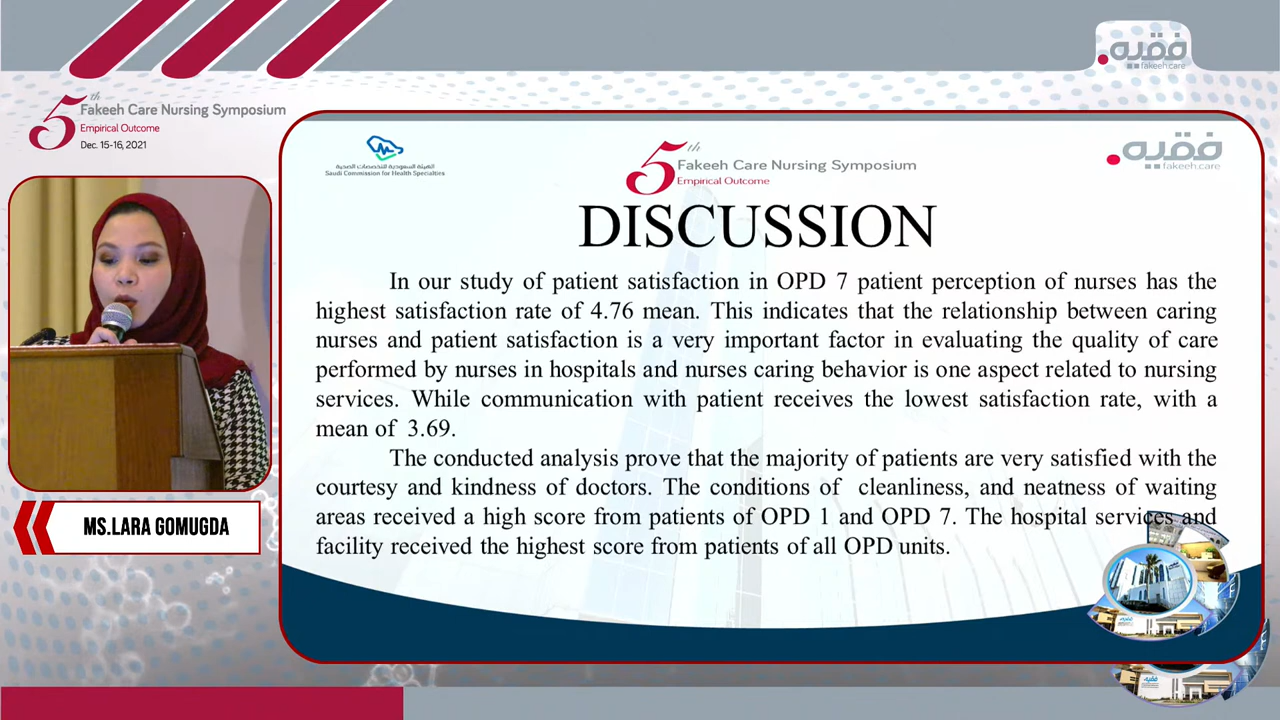 فقيه
fakeeh.care
5th
Fakeeh Care Nursing Symposium
Empirical Outcome
Dec. 15-16, 2021
الهيئة السعودية للتخصصات الصحية
Saudi Commission for Health Specialties
5th
Fakeeh Care Nursing Symposium
Empirical Outcome
فقيه
fakeeh.care
DISCUSSION
In our study of patient satisfaction in OPD 7 patient perception of nurses has the
highest satisfaction rate of 4.76 mean. This indicates that the relationship between caring
nurses and patient satisfaction is a very important factor in evaluating the quality of care
performed by nurses in hospitals and nurses caring behavior is one aspect related to nursing
services. While communication with patient receives the lowest satisfaction rate, with a
mean of 3.69.
The conducted analysis prove that the majority of patients are very satisfied with the
courtesy and kindness of doctors. The conditions of cleanliness, and neatness of waiting
areas received a high score from patients of OPD 1 and OPD 7. The hospital services and
facility received the highest score from patients of all OPD units.
MS.LARA GOMUGDA